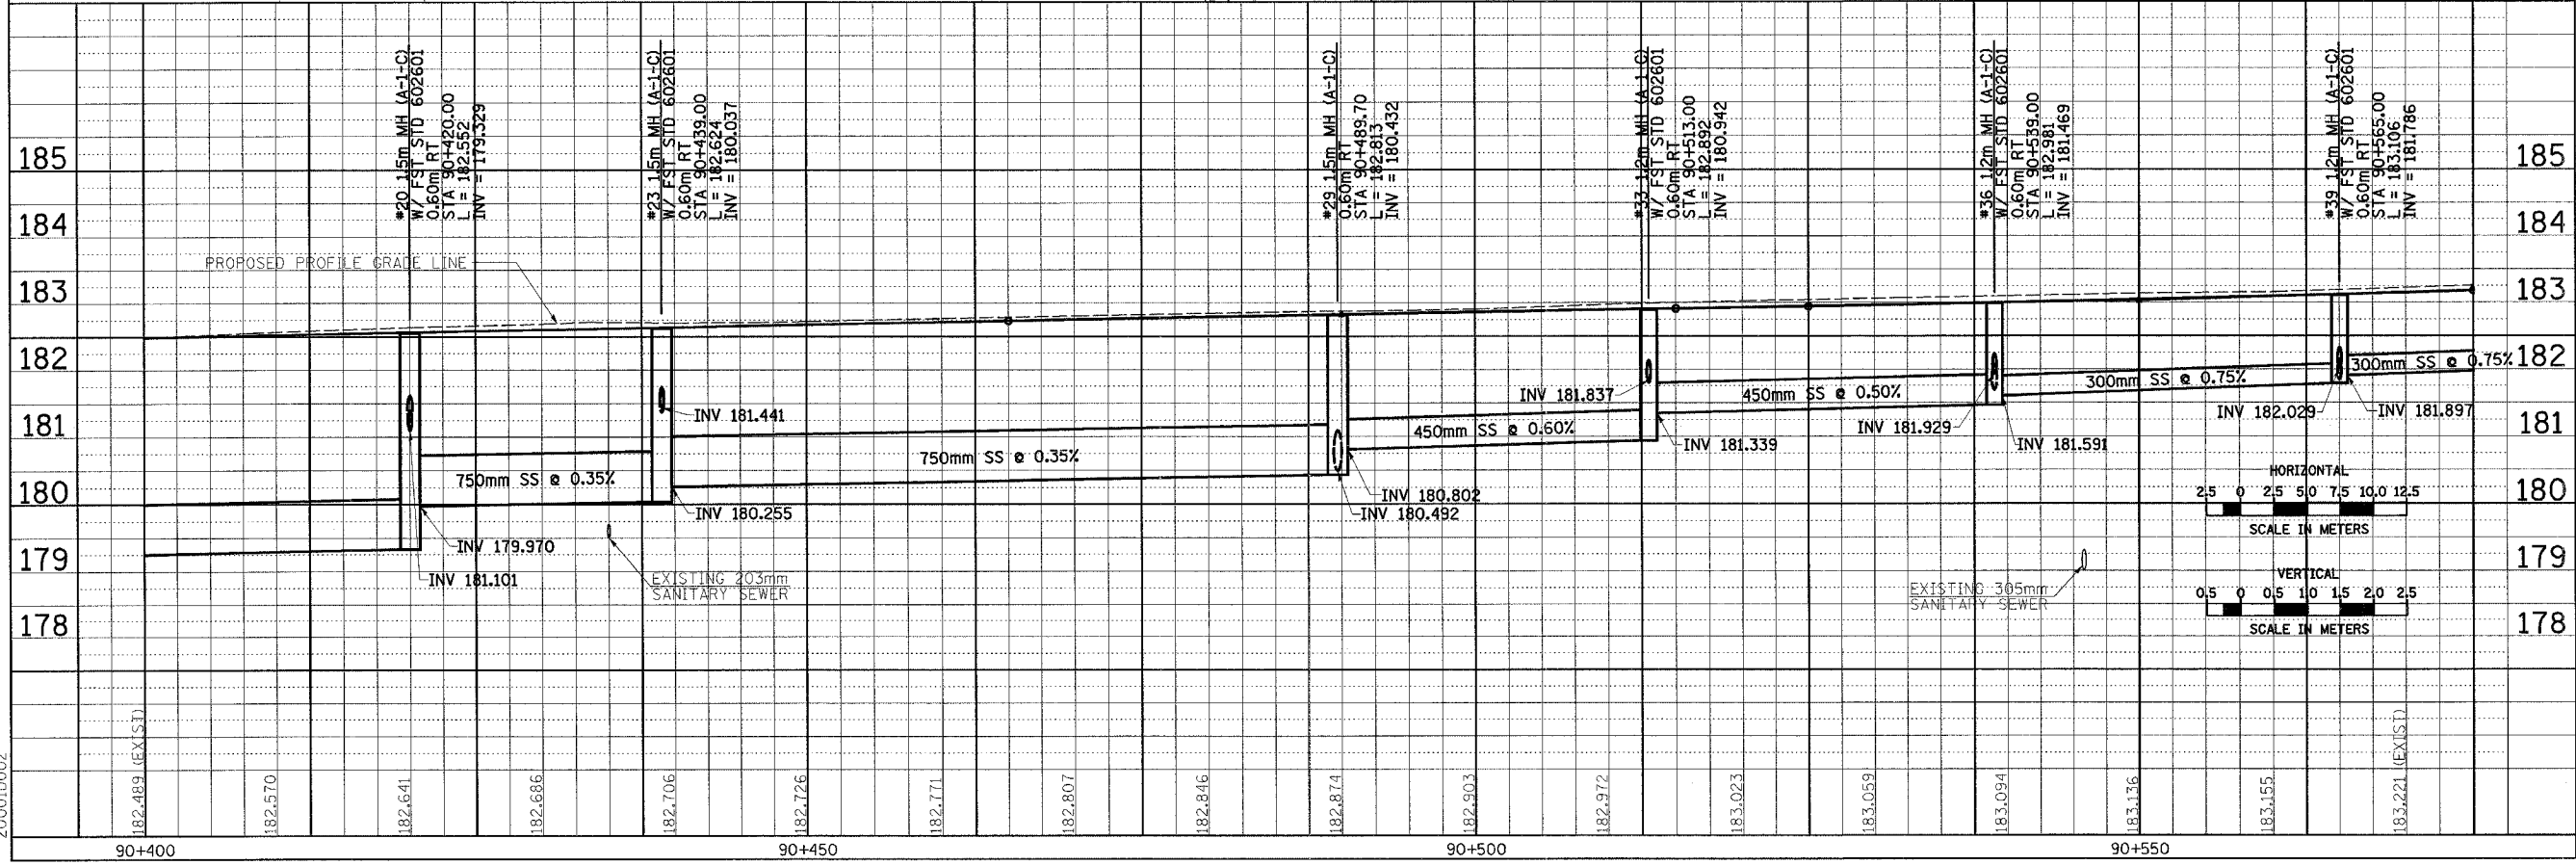 #20 1.5m MH (A-1-C)
W/ FST STD 602601
0.60m RT
STA 90+420.00
L = 182.552
INV = 179.329
#23 1.5m MH (A-1-C)
W/ FST STD 602601
0.60m RT
STA 90+439.00
L = 182.624
INV = 180.037
#29 1.5m MH (A-1-C)
0.60m RT
STA 90+489.70
L = 182.813
INV = 180.432
#33 1.2m MH (A-1-C)
W/ FST STD 602601
0.60m RT
STA 90+513.00
L = 182.892
INV = 180.942
#36 1.2m MH (A-1-C)
W/ FST STD 602601
0.60m RT
STA 90+539.00
L = 182.981
INV = 181.469
#39 1.2m MH (A-1-C)
W/ FST STD 602601
0.60m RT
STA 90+565.00
L = 183.106
INV = 181.786
185
185
184
184
PROPOSED PROFILE GRADE LINE
183
183
182
300mm SS @ 0.75%
182
300mm SS @ 0.75%
INV 181.837
450mm SS @ 0.50%
INV 181.441
INV 182.029
INV 181.897
181
450mm SS @ 0.60%
INV 181.929
181
INV 181.339
INV 181.591
750mm SS @ 0.35%
750mm SS @ 0.35%
HORIZONTAL
2.5 0 2.5 5.0 7.5 10.0 12.5
SCALE IN METERS
180
180
INV 180.802
INV 180.255
INV 180.492
INV 179.970
179
179
INV 181.101
EXISTING 203mm
SANITARY SEWER
EXISTING 305mm
SANITARY SEWER
VERTICAL
0.5 0 0.5 1.0 1.5 2.0 2.5
SCALE IN METERS
178
178
182.489 (EXIST)
182.570
182.641
182.686
182.706
182.726
182.771
182.807
182.846
182.874
182.903
182.972
183.023
183.059
183.094
183.136
183.155
183.221 (EXIST)
90+400
90+450
90+500
90+550